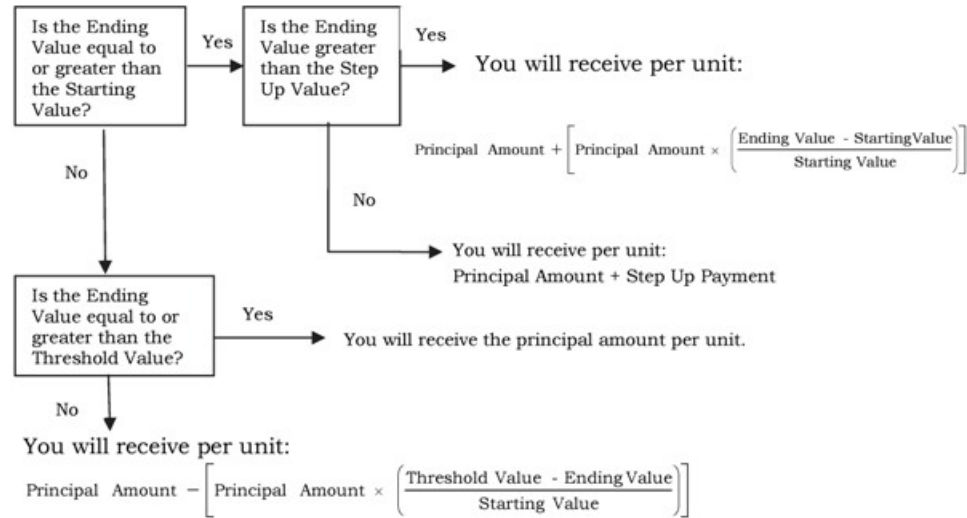 Is the Ending
Value equal to
or greater than
the Starting
Value?
Yes
Is the Ending
Value greater
than the Step
Up Value?
Yes
You will receive per unit:
Principal Amount + [Principal Amount × (Ending Value - StartingValue / Starting Value)]
No
No
You will receive per unit:
Principal Amount + Step Up Payment
Is the Ending
Value equal to or
greater than the
Threshold Value?
Yes
You will receive the principal amount per unit.
No
You will receive per unit:
Principal Amount − [Principal Amount × (Threshold Value - Ending Value / Starting Value)]